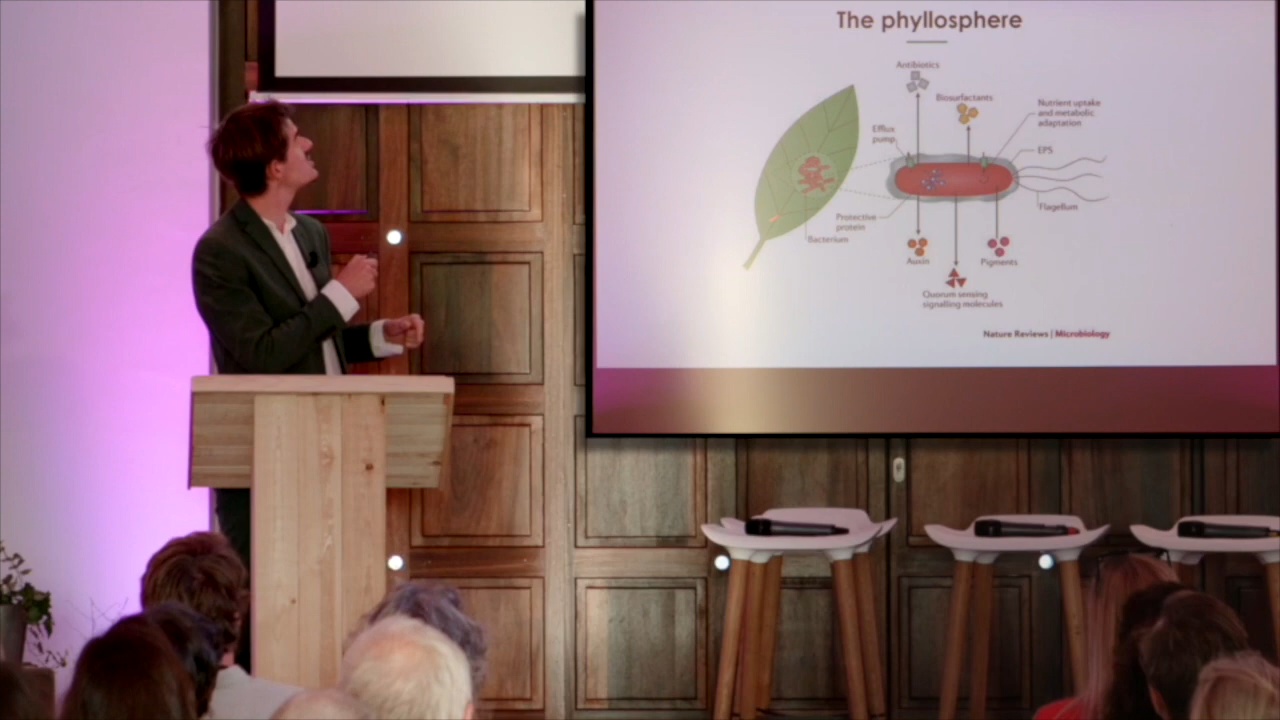 The phyllosphere
Antibiotics
Biosurfactants
Nutrient uptake
and metabolic
adaptation
Efflux
pump
EPS
Flagellum
Protective
protein
Bacterium
Auxin
Pigments
Quorum sensing
signalling molecules
Nature Reviews | Microbiology